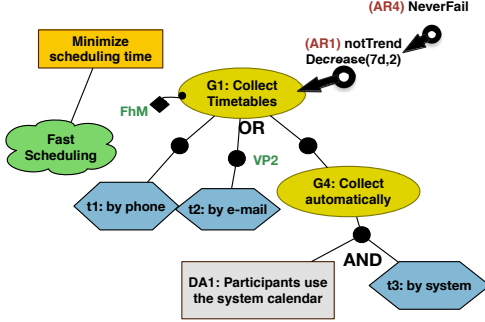 (AR4) NeverFail
Minimize
scheduling time
(AR1) notTrend
Decrease(7d,2)
G1: Collect
Timetables
FhM
OR
Fast
Scheduling
VP2
G4: Collect
automatically
t1: by phone
t2: by e-mail
AND
DA1: Participants use
the system calendar
t3: by system